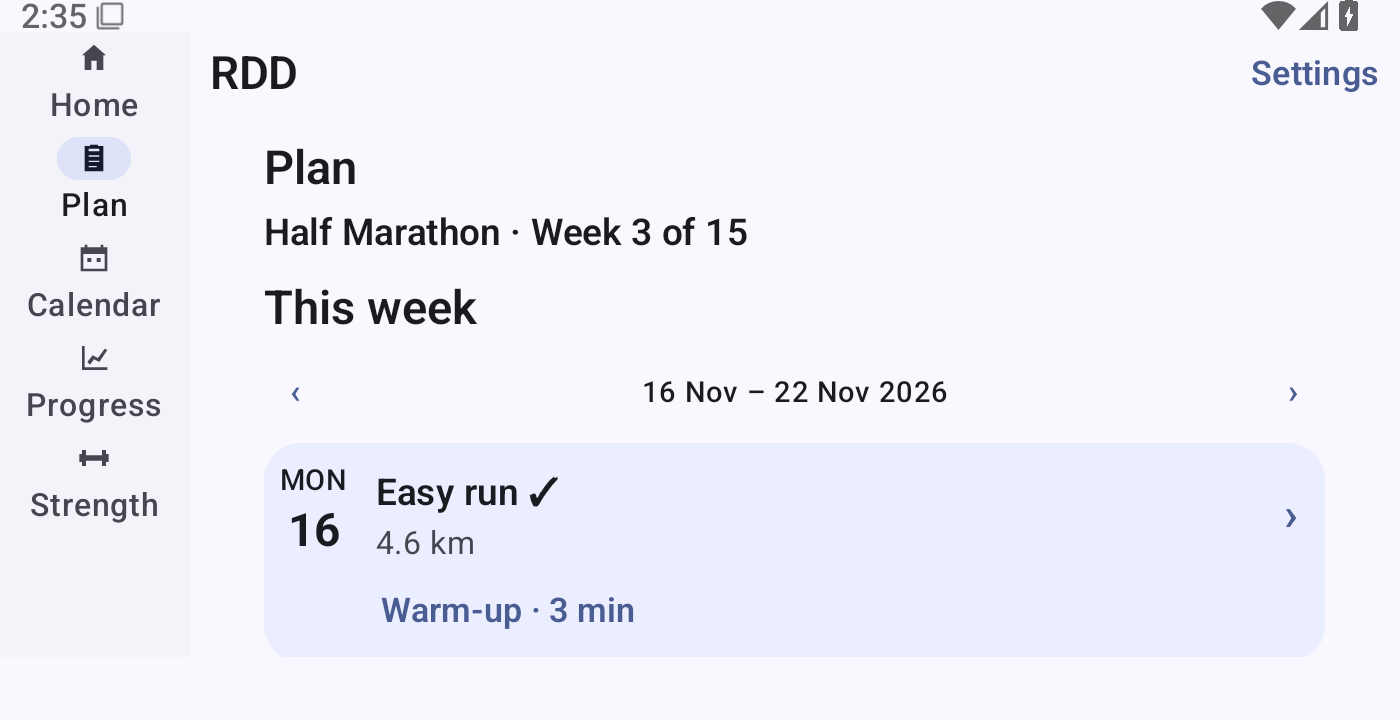 2:35
Home
Plan
Calendar
Progress
Strength
RDD
Settings
Plan
Half Marathon · Week 3 of 15
This week
‹ 16 Nov – 22 Nov 2026 ›
MON
16
Easy run ✓
4.6 km
›
Warm-up · 3 min